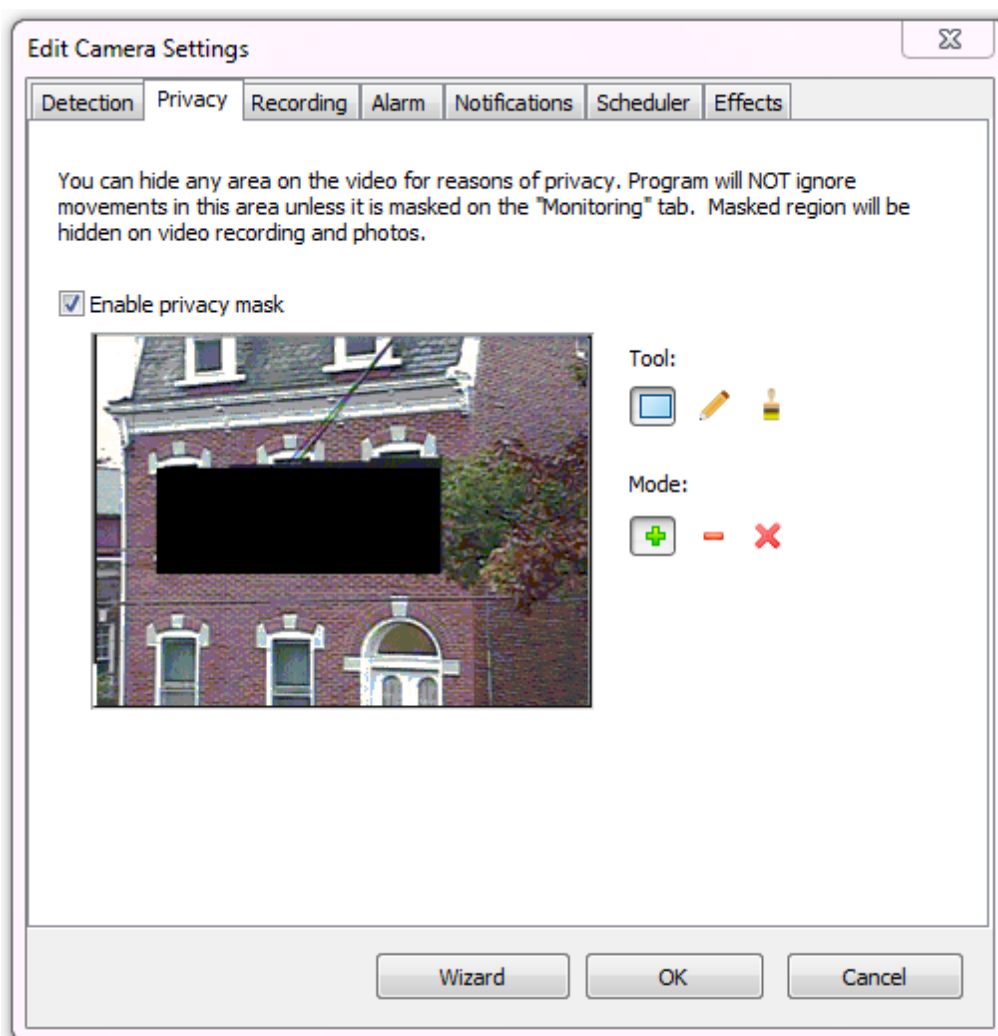 Edit Camera Settings
Detection Privacy Recording Alarm Notifications Scheduler Effects
You can hide any area on the video for reasons of privacy. Program will NOT ignore
movements in this area unless it is masked on the "Monitoring" tab.  Masked region will be
hidden on video recording and photos.
Enable privacy mask
Tool:
Mode:
Wizard OK Cancel